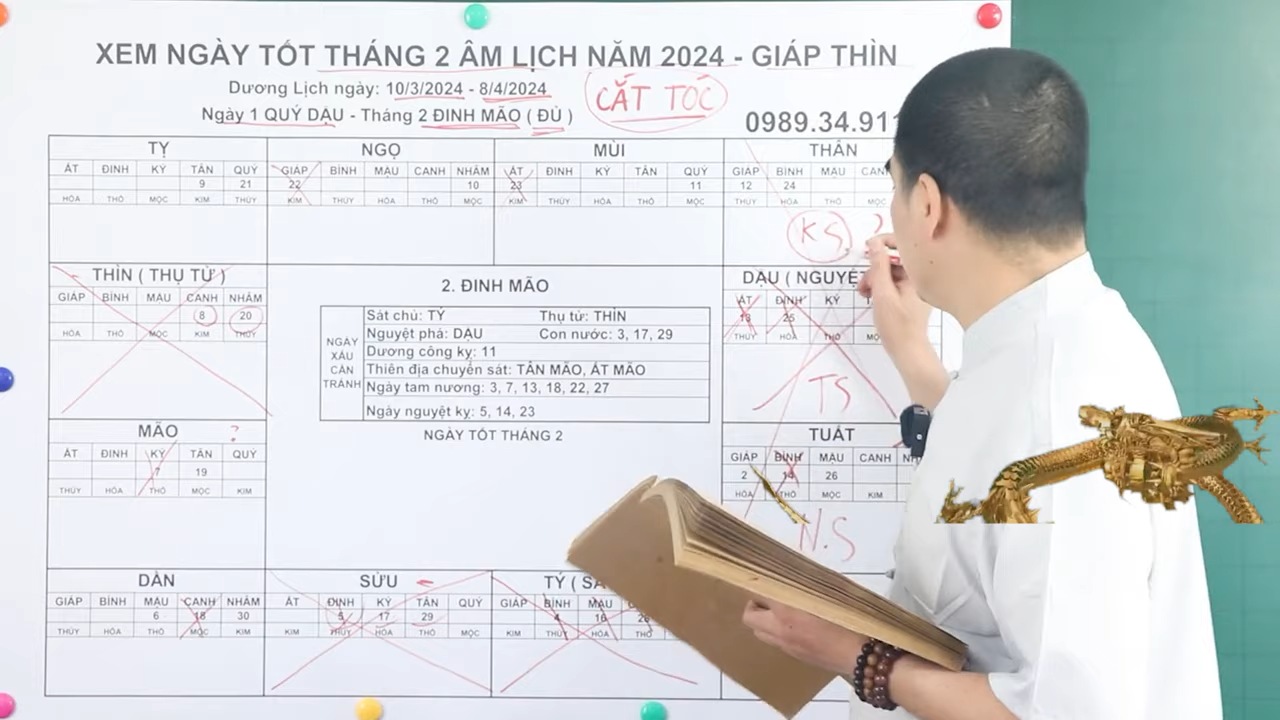 XEM NGÀY TỐT THÁNG 2 ÂM LỊCH NĂM 2024 - GIÁP THÌN
Dương Lịch ngày: 10/3/2024 - 8/4/2024
CẮT TÓC
Ngày 1 QUÝ DẬU - Tháng 2 ĐINH MÃO ( ĐỦ )
0989.34.911
TỴ
ẤT ĐINH KỶ TÂN QUÝ
9 21
HỎA THỔ MỘC KIM THỦY
NGỌ
GIÁP BÍNH MẬU CANH NHÂM
22 10
KIM THỦY HỎA THỔ MỘC
MÙI
ẤT ĐINH KỶ TÂN QUÝ
23 11
KIM THỦY HỎA THỔ MỘC
THÂN
GIÁP BÍNH MẬU CANH
12 24
THỦY HỎA THỔ MỘC
KS ?
THÌN ( THỤ TỬ )
GIÁP BÍNH MẬU CANH NHÂM
8 20
HỎA THỔ MỘC KIM THỦY
2. ĐINH MÃO
NGÀY XẤU CẦN TRÁNH
Sát chủ: TÝ Thụ tử: THÌN
Nguyệt phá: DẬU Con nước: 3, 17, 29
Dương công kỵ: 11
Thiên địa chuyển sát: TÂN MÃO, ẤT MÃO
Ngày tam nương: 3, 7, 13, 18, 22, 27
Ngày nguyệt kỵ: 5, 14, 23
NGÀY TỐT THÁNG 2
DẬU ( NGUYỆT
ẤT ĐINH KỶ
13 25
THỦY HỎA THỔ
TS
MÃO ?
ẤT ĐINH KỶ TÂN QUÝ
7 19
THỦY HỎA THỔ MỘC KIM
TUẤT
GIÁP BÍNH MẬU CANH
2 14 26
HỎA THỔ MỘC KIM
N.S
DẦN
GIÁP BÍNH MẬU CANH NHÂM
6 18 30
THỦY HỎA THỔ MỘC KIM
SỬU
ẤT ĐINH KỶ TÂN QUÝ
5 17 29
KIM THỦY HỎA THỔ MỘC
TÝ ( SÁ
GIÁP BÍNH MẬU
4 16 28
KIM THỦY HỎA THỔ